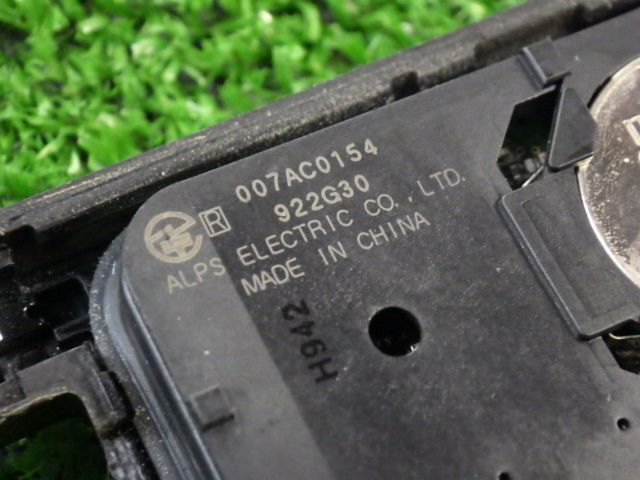 007AC0154
922G30
R
ALPS ELECTRIC CO., LTD.
MADE IN CHINA
H942